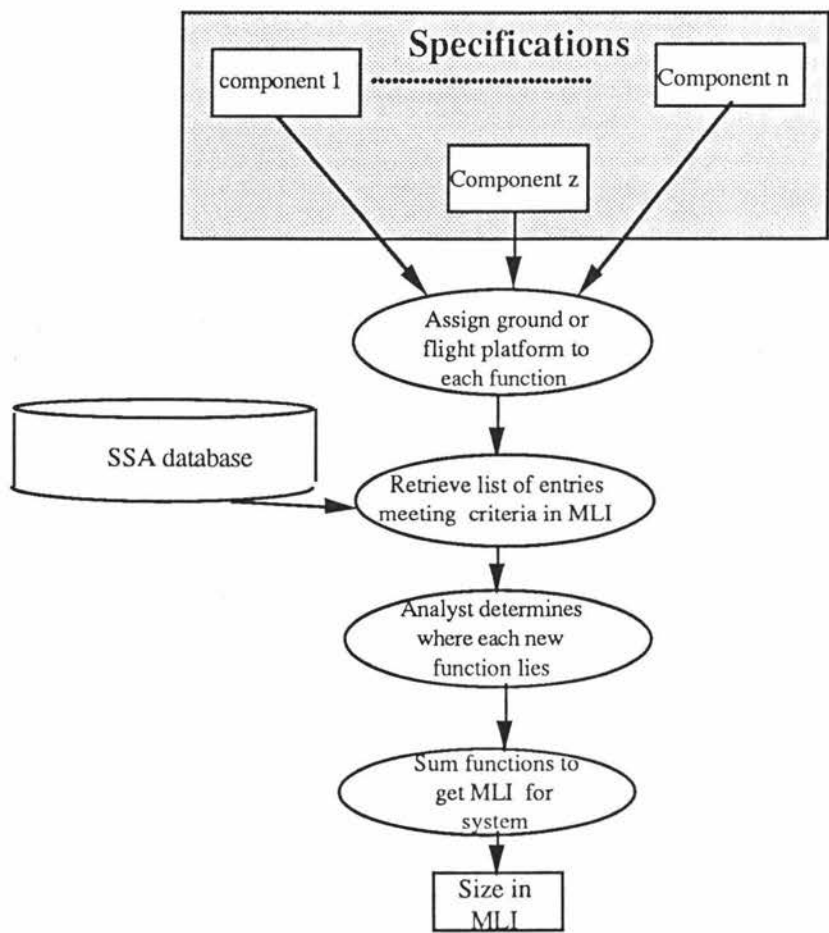 Specifications
component 1
Component n
Component z
Assign ground or
flight platform to
each function
SSA database
Retrieve list of entries
meeting criteria in MLI
Analyst determines
where each new
function lies
Sum functions to
get MLI for
system
Size in
MLI